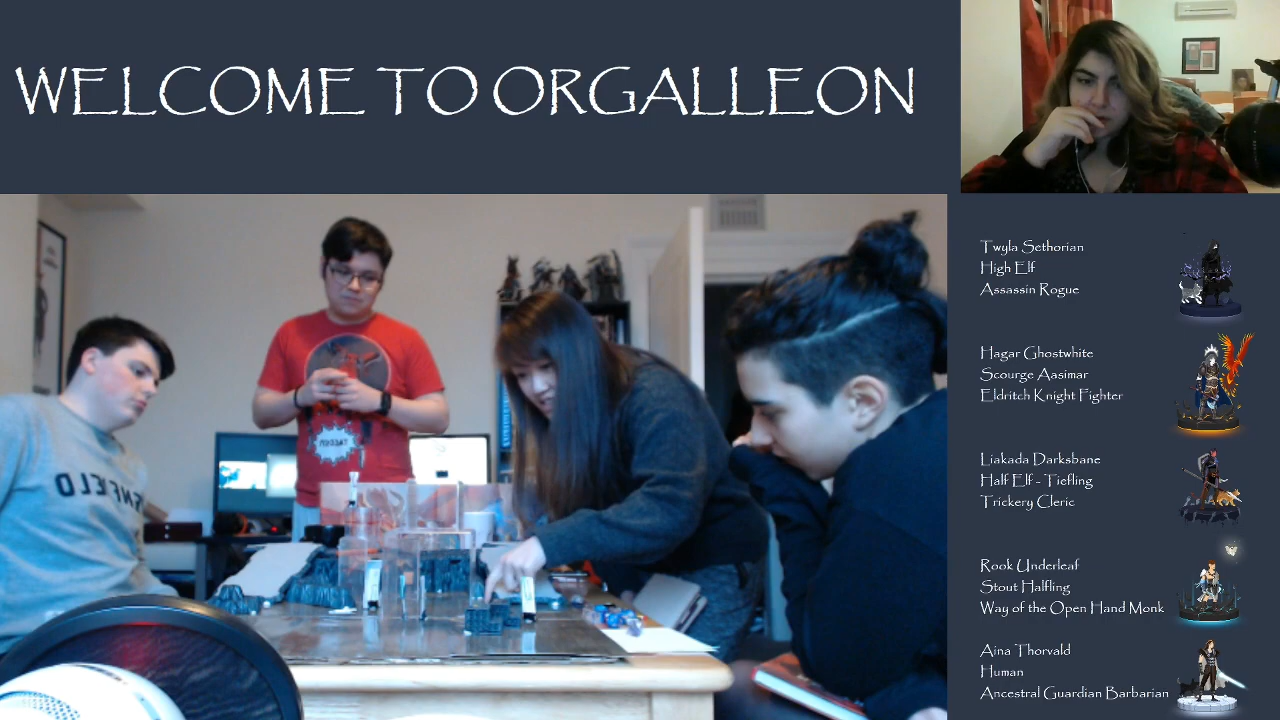 WELCOME TO ORGALLEON
Twyla Sethorian
High Elf
Assassin Rogue
Hagar Ghostwhite
Scourge Aasimar
Eldritch Knight Fighter
Liakada Darksbane
Half Elf - Tiefling
Trickery Cleric
Rook Underleaf
Stout Halfling
Way of the Open Hand Monk
Aina Thorvald
Human
Ancestral Guardian Barbarian